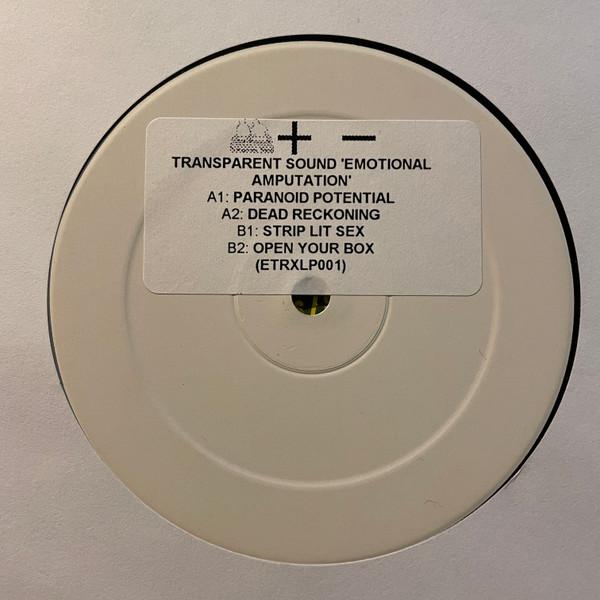 + −
TRANSPARENT SOUND 'EMOTIONAL
AMPUTATION'
A1: PARANOID POTENTIAL
A2: DEAD RECKONING
B1: STRIP LIT SEX
B2: OPEN YOUR BOX
(ETRXLP001)